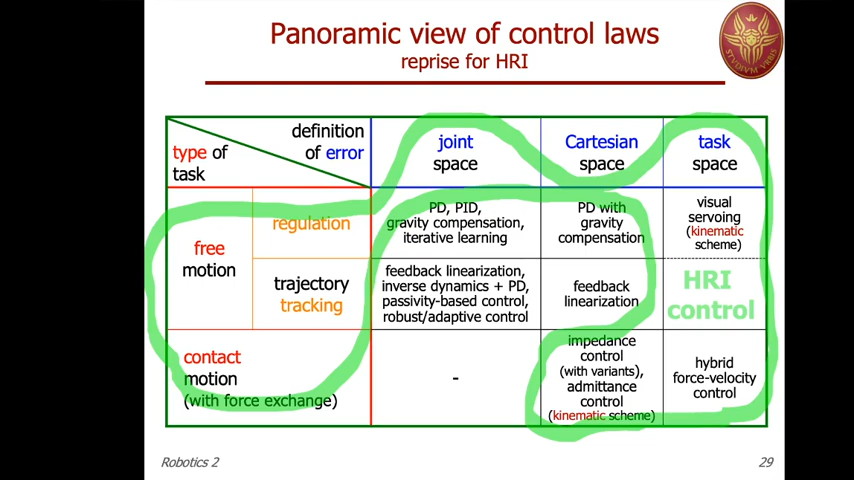 Panoramic view of control laws
reprise for HRI
STVDIVM VRBIS
definition
of error
type of
task
joint
space
Cartesian
space
task
space
free
motion
regulation
PD, PID,
gravity compensation,
iterative learning
PD with
gravity
compensation
visual
servoing
(kinematic
scheme)
trajectory
tracking
feedback linearization,
inverse dynamics + PD,
passivity-based control,
robust/adaptive control
feedback
linearization
HRI
control
contact
motion
(with force exchange)
-
impedance
control
(with variants),
admittance
control
(kinematic scheme)
hybrid
force-velocity
control
Robotics 2
29